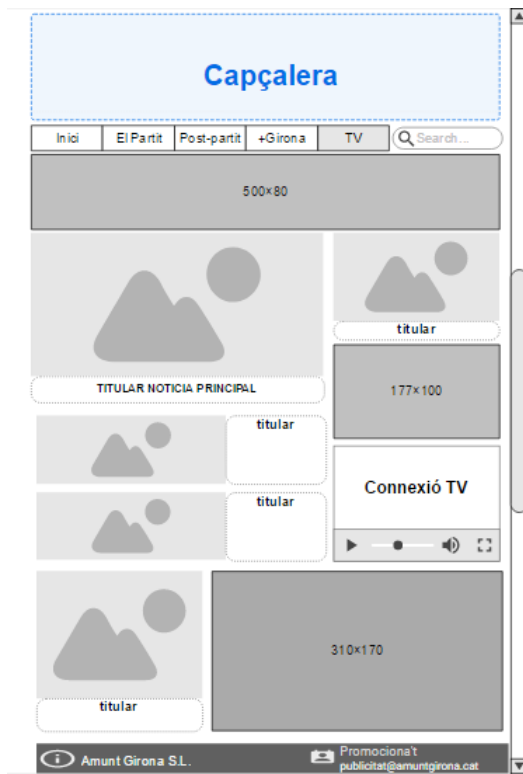 Capçalera
Inici
El Partit
Post-partit
+Girona
TV
Search...
500×80
titular
TITULAR NOTICIA PRINCIPAL
177×100
titular
Connexió TV
titular
310×170
titular
Amunt Girona S.L.
Promociona't
publicitat@amuntgirona.cat